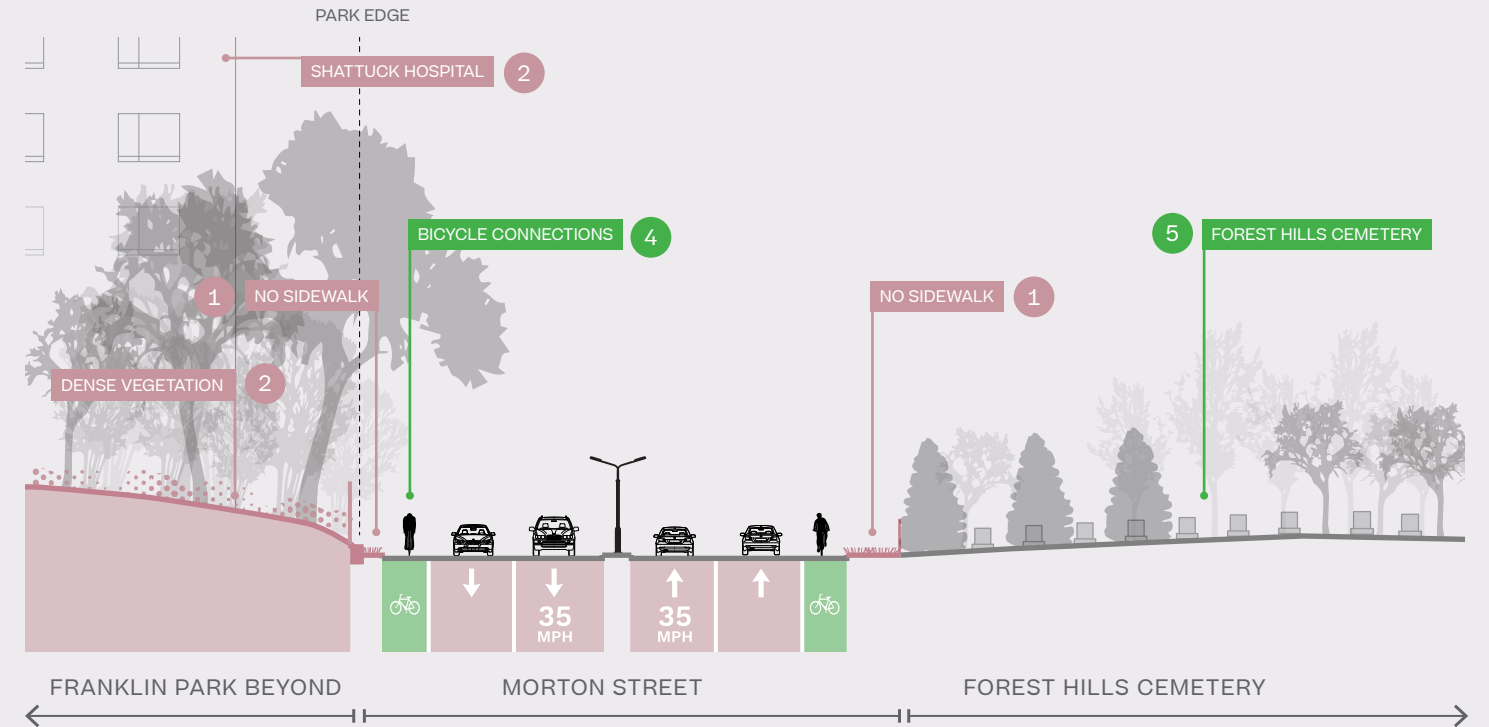 PARK EDGE
SHATTUCK HOSPITAL 2
BICYCLE CONNECTIONS 4
5 FOREST HILLS CEMETERY
1 NO SIDEWALK
NO SIDEWALK 1
DENSE VEGETATION 2
35 MPH
35 MPH
FRANKLIN PARK BEYOND
MORTON STREET
FOREST HILLS CEMETERY